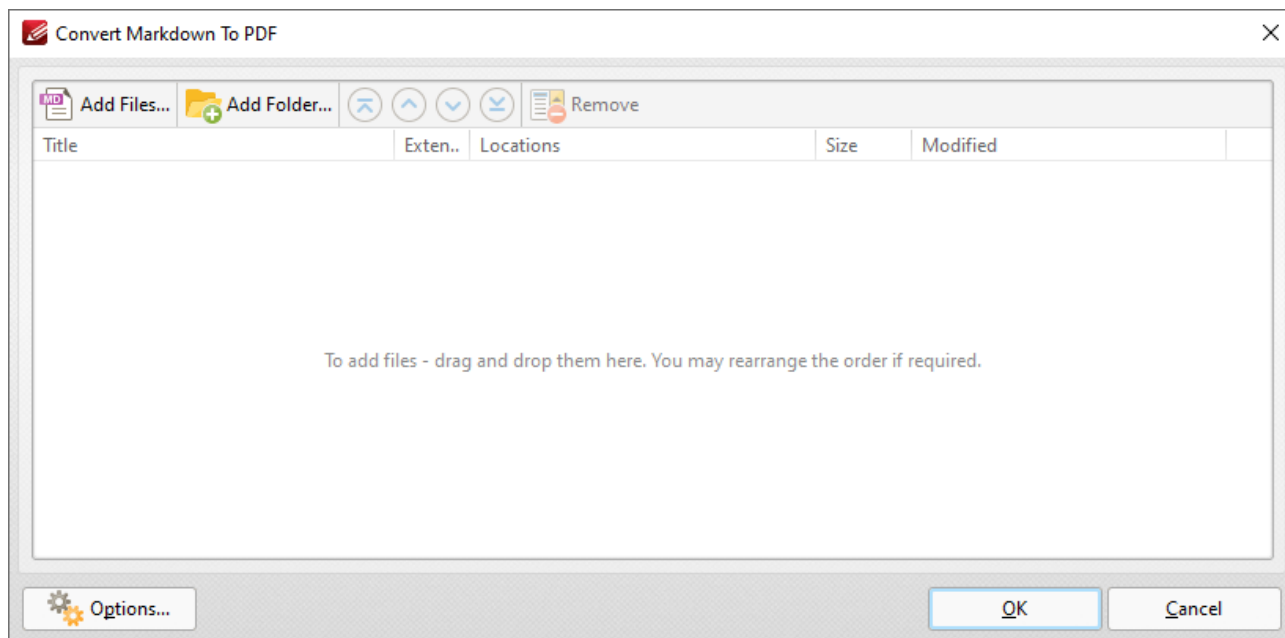 Convert Markdown To PDF
MD Add Files... Add Folder... Remove
Title Exten.. Locations Size Modified
To add files - drag and drop them here. You may rearrange the order if required.
Options... OK Cancel